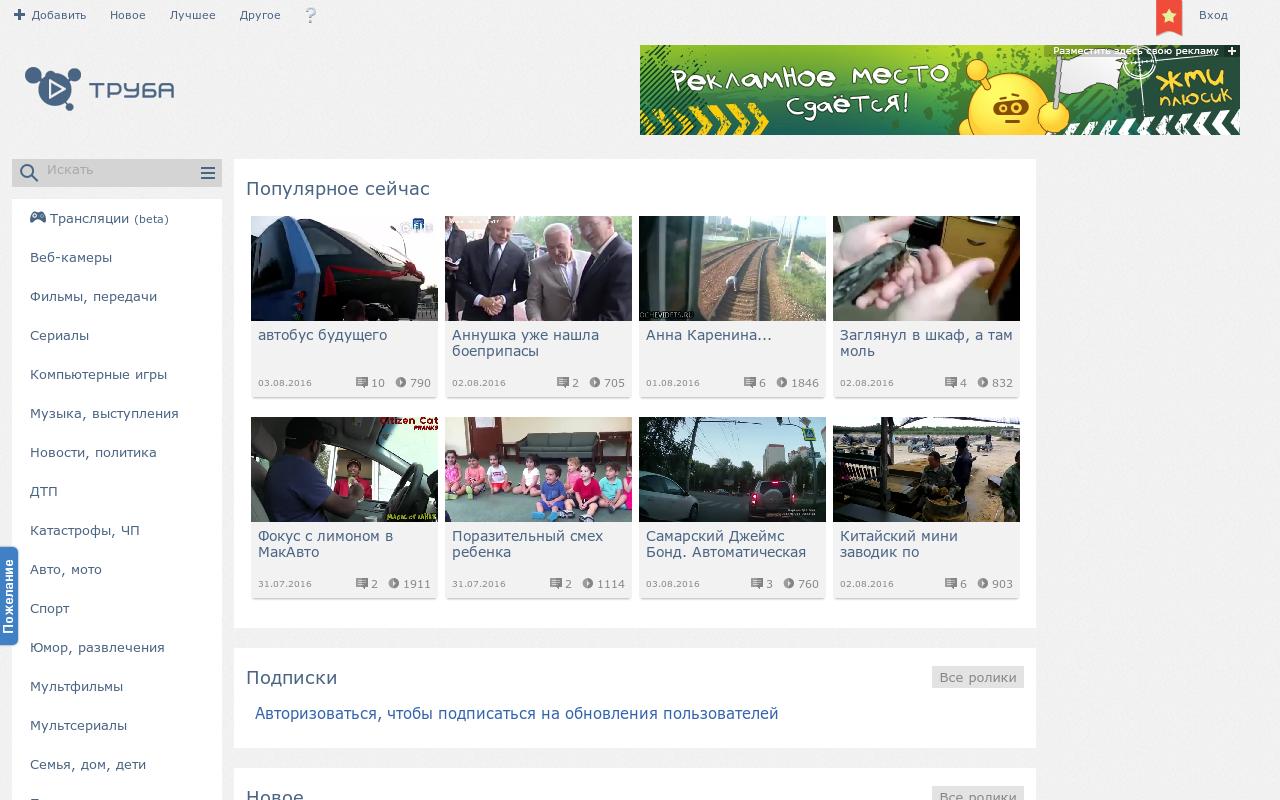 Добавить
Новое
Лучшее
Другое
?
Вход
ТРУБА
Разместить здесь свою рекламу +
Рекламное место
Сдаётся!
жми
плюсик
Искать
Трансляции (beta)
Веб-камеры
Фильмы, передачи
Сериалы
Компьютерные игры
Музыка, выступления
Новости, политика
ДТП
Катастрофы, ЧП
Авто, мото
Спорт
Юмор, развлечения
Мультфильмы
Мультсериалы
Семья, дом, дети
Пожелание
Популярное сейчас
автобус будущего
03.08.2016 10 790
Аннушка уже нашла
боеприпасы
02.08.2016 2 705
OCHEVIDETS.RU
Анна Каренина...
01.08.2016 6 1846
Заглянул в шкаф, а там
моль
02.08.2016 4 832
Citizen Cat
PRANKS
Фокус с лимоном в
МакАвто
31.07.2016 2 1911
Поразительный смех
ребенка
31.07.2016 2 1114
Самарский Джеймс
Бонд. Автоматическая
03.08.2016 3 760
Китайский мини
заводик по
02.08.2016 6 903
Подписки
Все ролики
Авторизоваться, чтобы подписаться на обновления пользователей
Новое
Все ролики